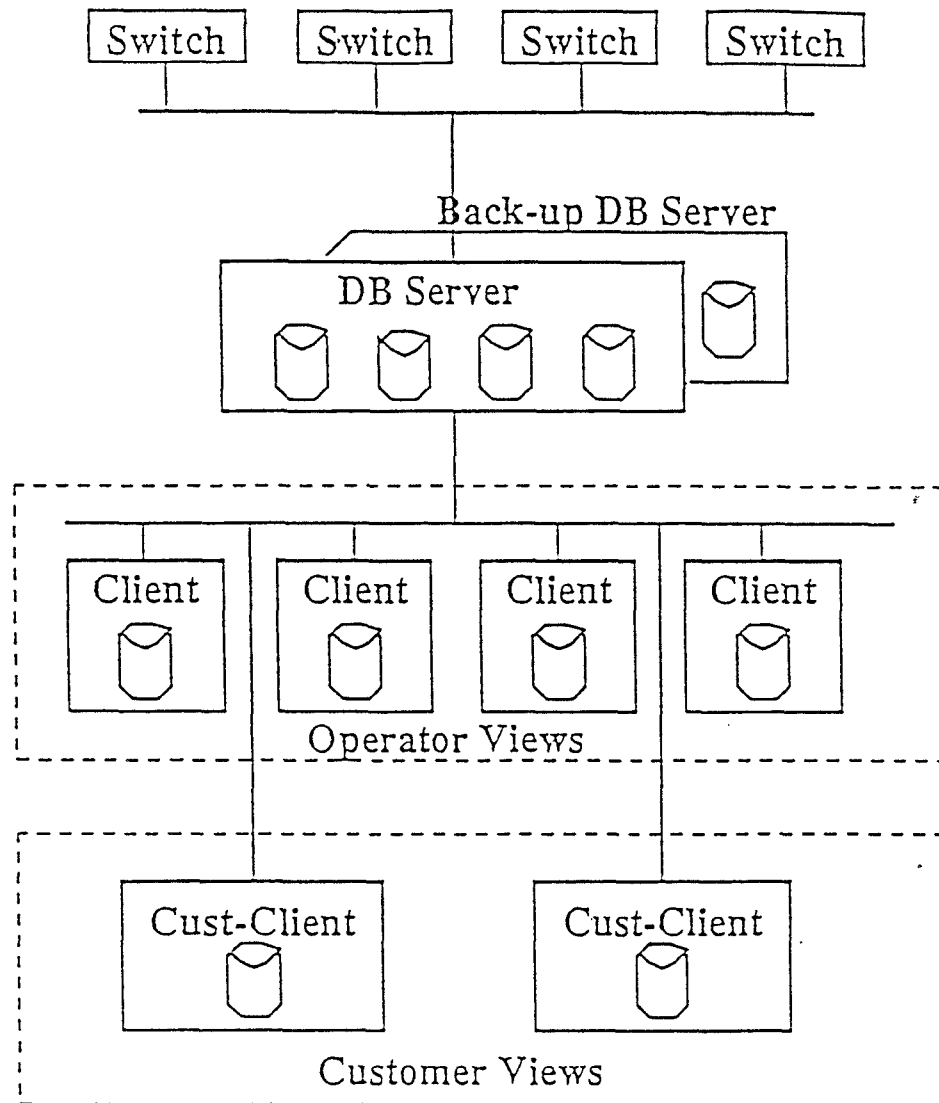 Switch Switch Switch Switch
Back-up DB Server
DB Server
Client Client Client Client
Operator Views
Cust-Client Cust-Client
Customer Views